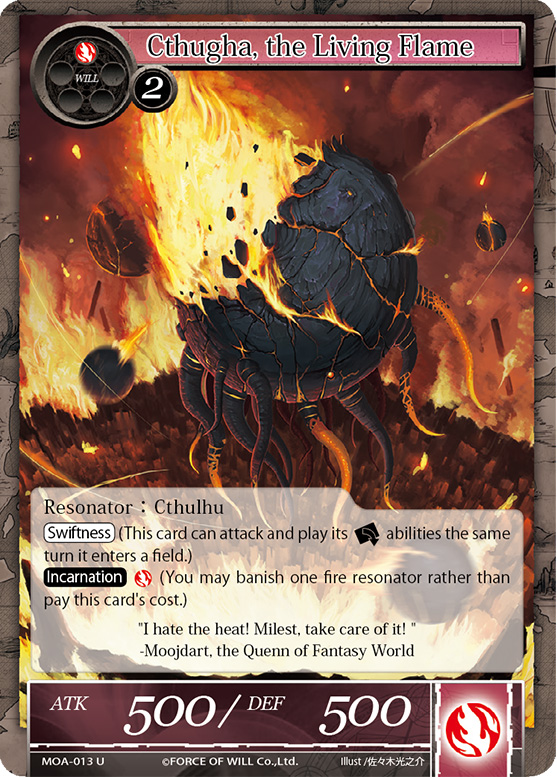 Cthugha, the Living Flame
WILL
2
Resonator : Cthulhu
Swiftness (This card can attack and play its abilities the same
turn it enters a field.)
Incarnation (You may banish one fire resonator rather than
pay this card's cost.)
"I hate the heat! Milest, take care of it! "
-Moojdart, the Quenn of Fantasy World
ATK 500 / DEF 500
MOA-013 U ©FORCE OF WILL Co.,Ltd. Illust /佐々木光之介